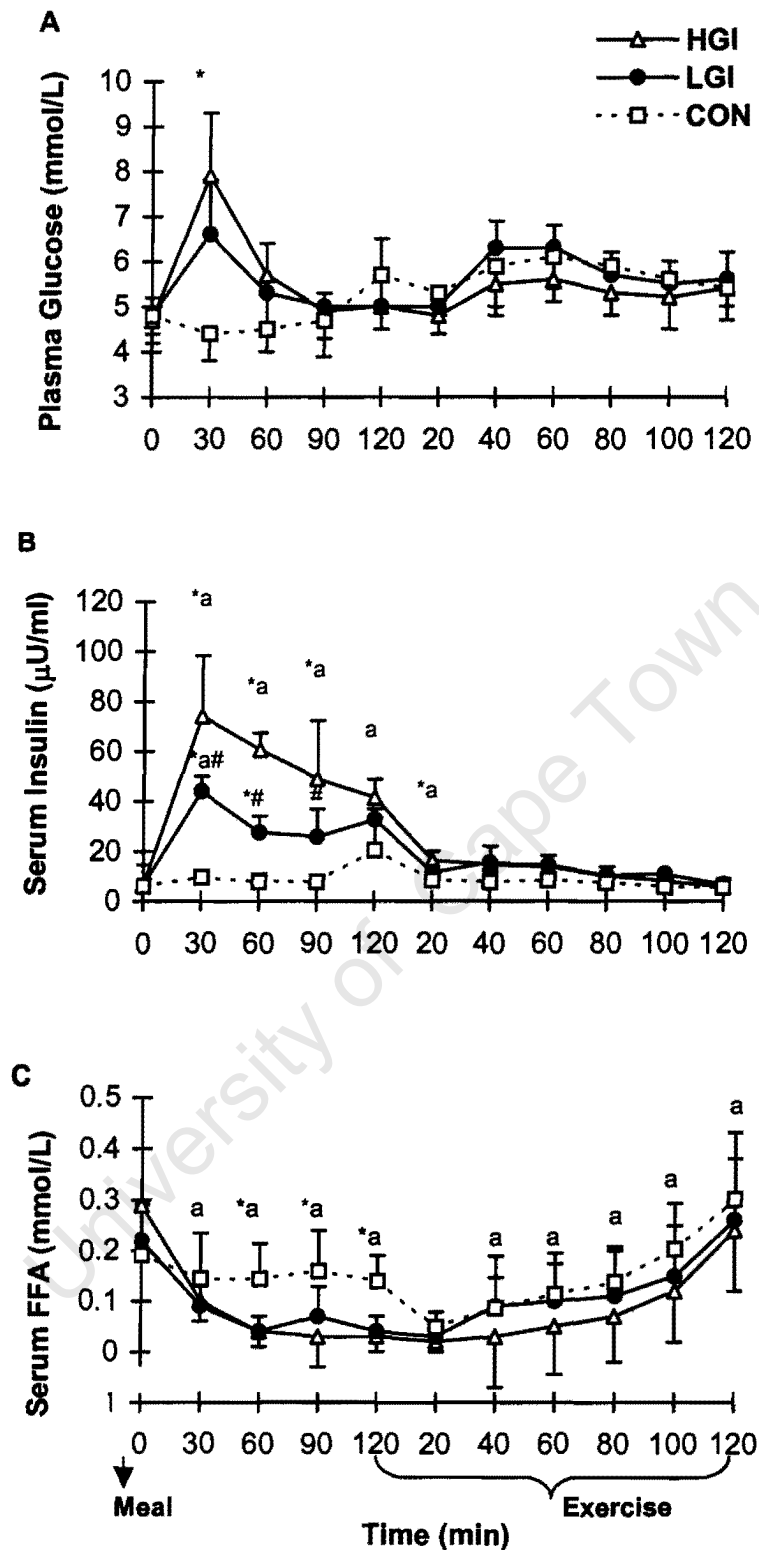 A
HGI
LGI
CON
*
10
9
8
7
6
5
4
3
Plasma Glucose (mmol/L)
0 30 60 90 120 20 40 60 80 100 120
B
120
100
80
60
40
20
0
Serum Insulin (µU/ml)
*a
*a
*a
a
*a# *# # *a
0 30 60 90 120 20 40 60 80 100 120
C
0.5
0.4
0.3
0.2
0.1
0
1
Serum FFA (mmol/L)
a *a *a *a a a a a a
0 30 60 90 120 20 40 60 80 100 120
Meal
Exercise
Time (min)
University of Cape Town